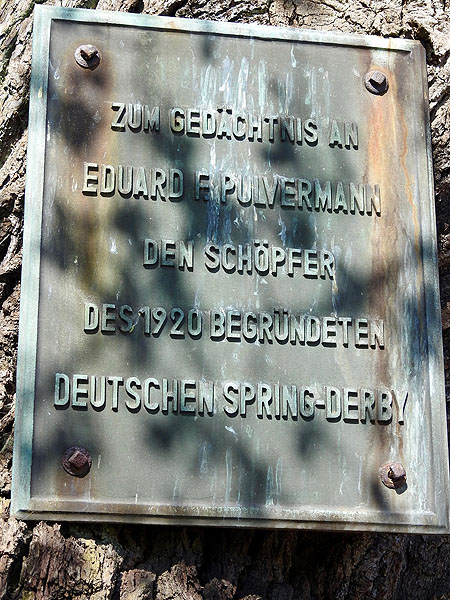 ZUM GEDÄCHTNIS AN
EDUARD F. PULVERMANN
DEN SCHÖPFER
DES 1920 BEGRÜNDETEN
DEUTSCHEN SPRING-DERBY